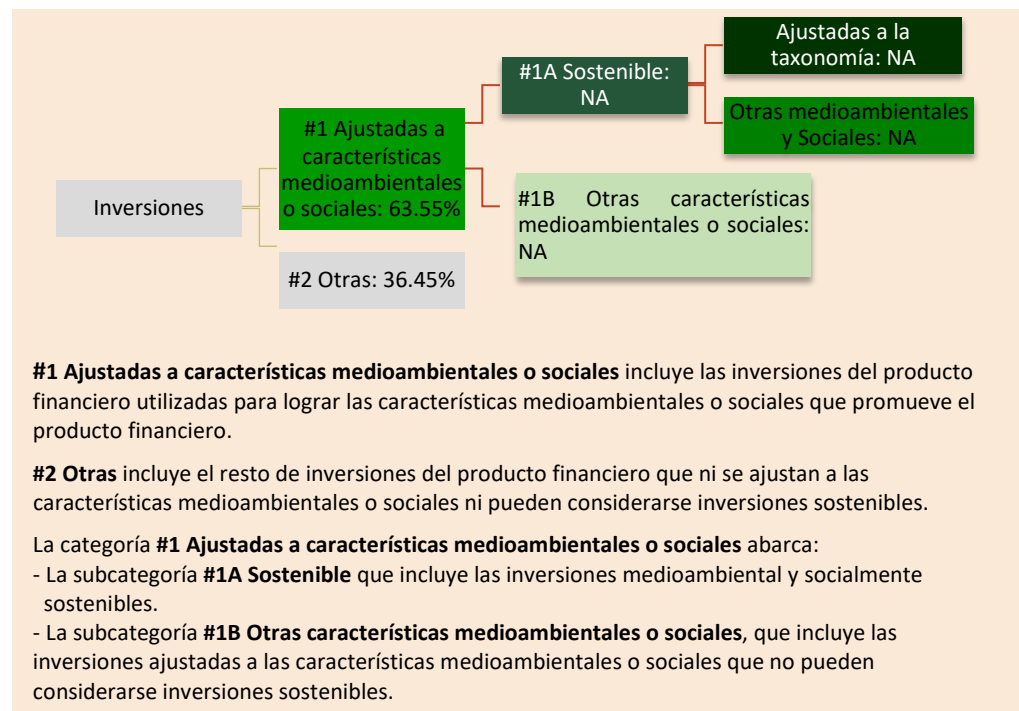 Ajustadas a la
taxonomía: NA
#1A Sostenible:
NA
Otras medioambientales
y Sociales: NA
#1 Ajustadas a
características
medioambientales
o sociales: 63.55%
Inversiones
#1B Otras características
medioambientales o sociales:
NA
#2 Otras: 36.45%
#1 Ajustadas a características medioambientales o sociales incluye las inversiones del producto
financiero utilizadas para lograr las características medioambientales o sociales que promueve el
producto financiero.
#2 Otras incluye el resto de inversiones del producto financiero que ni se ajustan a las
características medioambientales o sociales ni pueden considerarse inversiones sostenibles.
La categoría #1 Ajustadas a características medioambientales o sociales abarca:
- La subcategoría #1A Sostenible que incluye las inversiones medioambiental y socialmente
sostenibles.
- La subcategoría #1B Otras características medioambientales o sociales, que incluye las
inversiones ajustadas a las características medioambientales o sociales que no pueden
considerarse inversiones sostenibles.